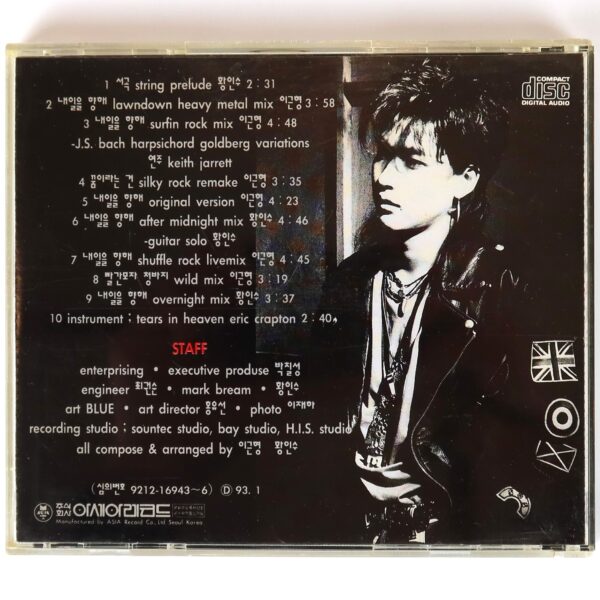 1 서곡 string prelude 황인수 2 : 31
2 내일을 향해 lawndown heavy metal mix 이근형 3 : 58
3 내일을 향해 surfin rock mix 이근형 4 : 48
-J.S. bach harpsichord goldberg variations
연주 keith jarrett
4 꿈이라는 건 silky rock remake 이근형 3 : 35
5 내일을 향해 original version 이근형 4 : 23
6 내일을 향해 after midnight mix 황인수 4 : 46
-guitar solo 황인수
7 내일을 향해 shuffle rock livemix 이근형 4 : 45
8 빨간모자, 청바지 wild mix 이근형 3 : 19
9 내일을 향해 overnight mix 황인수 3 : 37
10 instrument ; tears in heaven eric crapton 2 : 40
STAFF
enterprising • executive produse 박칠성
engineer 최건순 • mark bream • 황인수
art BLUE • art director 홍유선 • photo 이재하
recording studio ; sountec studio, bay studio, H.I.S. studio
all compose & arranged by 이근형 황인수
(심의번호 9212-16943~6) Ⓓ 93. 1
주식회사 아세아레코드
Manufactured by ASIA Record Co., Ltd Seoul Korea
COMPACT
disc
DIGITAL AUDIO